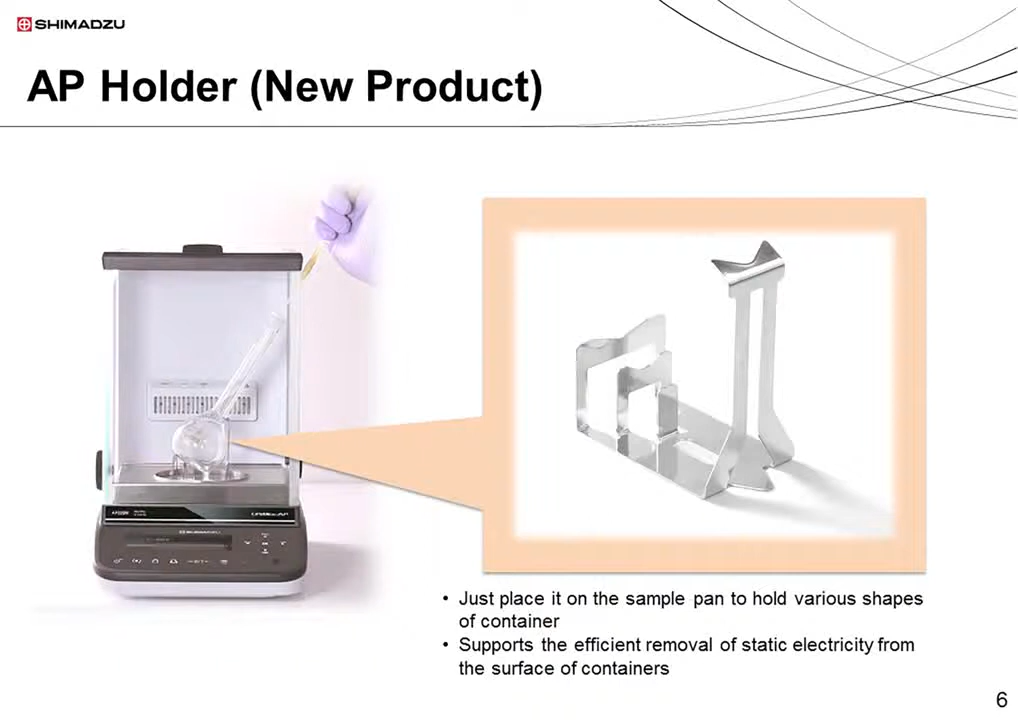 SHIMADZU
AP Holder (New Product)
SHIMADZU
• Just place it on the sample pan to hold various shapes
of container
• Supports the efficient removal of static electricity from
the surface of containers
6